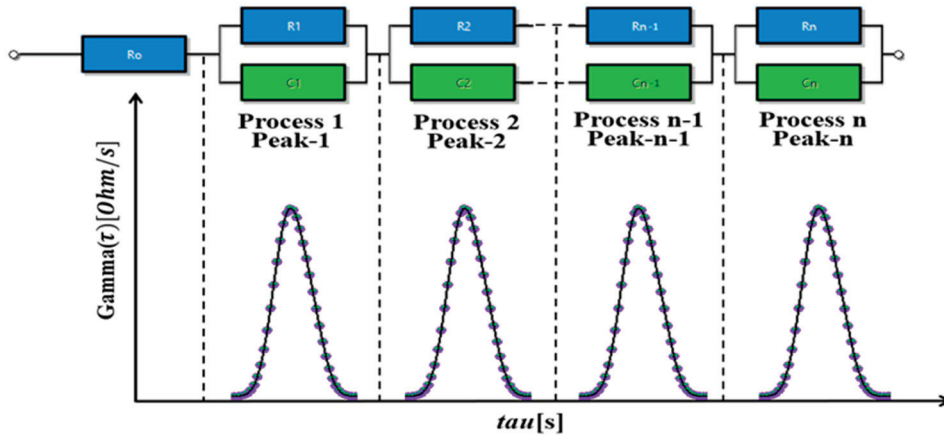 R1
R2
Rn-1
Rn
Ro
C1
C2
Cn-1
Cn
Process 1
Peak-1
Process 2
Peak-2
Process n-1
Peak-n-1
Process n
Peak-n
Gamma(τ)[Ohm/s]
tau[s]